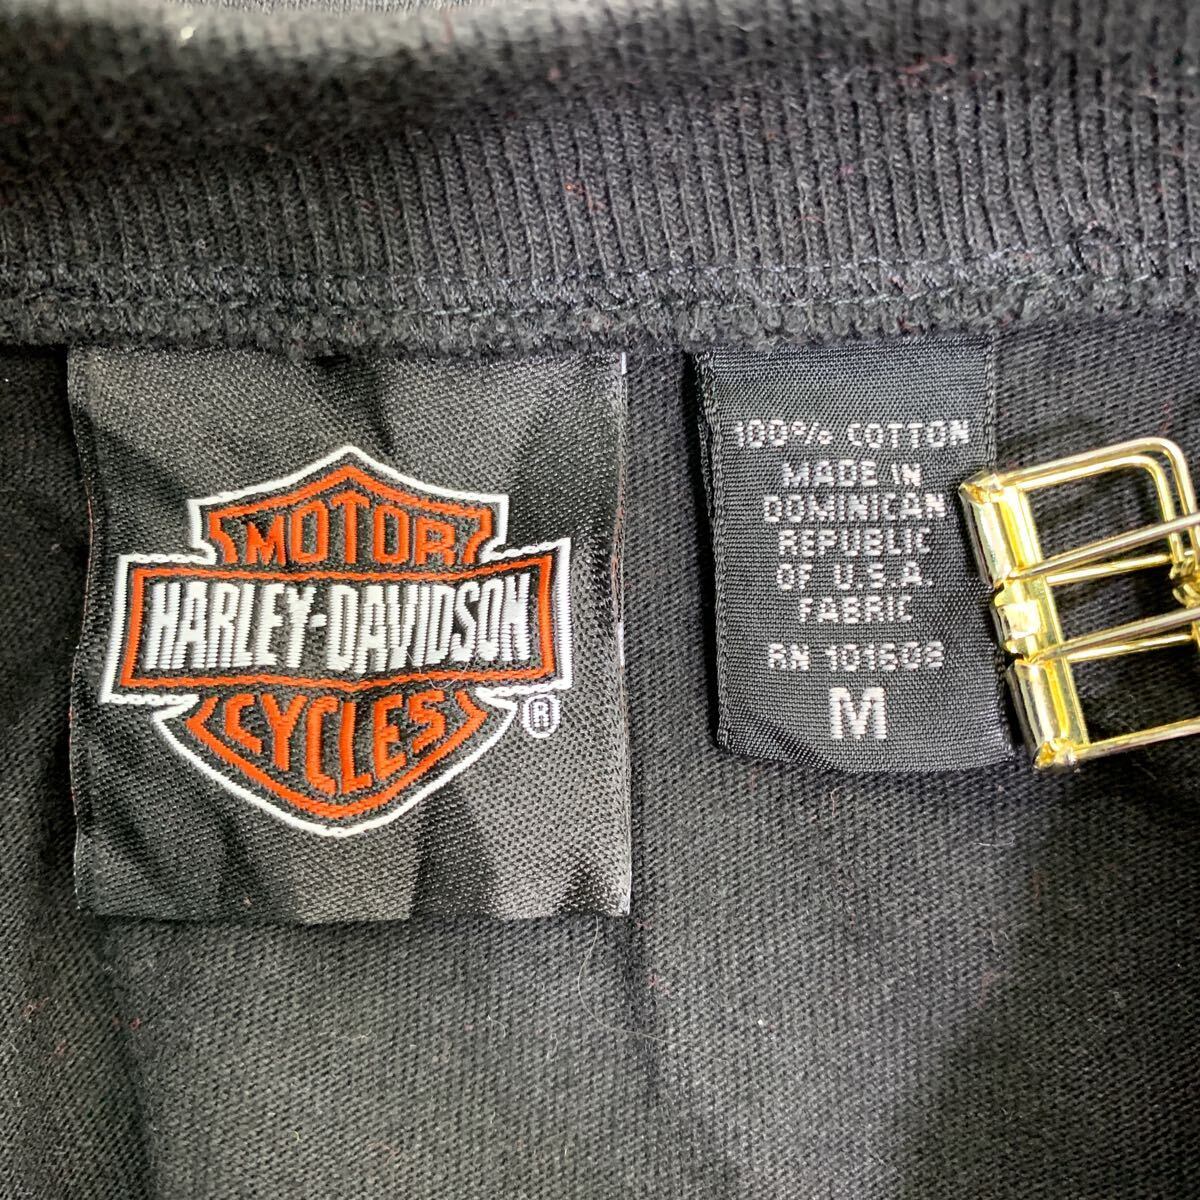 MOTOR
HARLEY-DAVIDSON
CYCLES
®
100% COTTON
MADE IN
DOMINICAN
REPUBLIC
OF U.S.A.
FABRIC
RN 101608
M